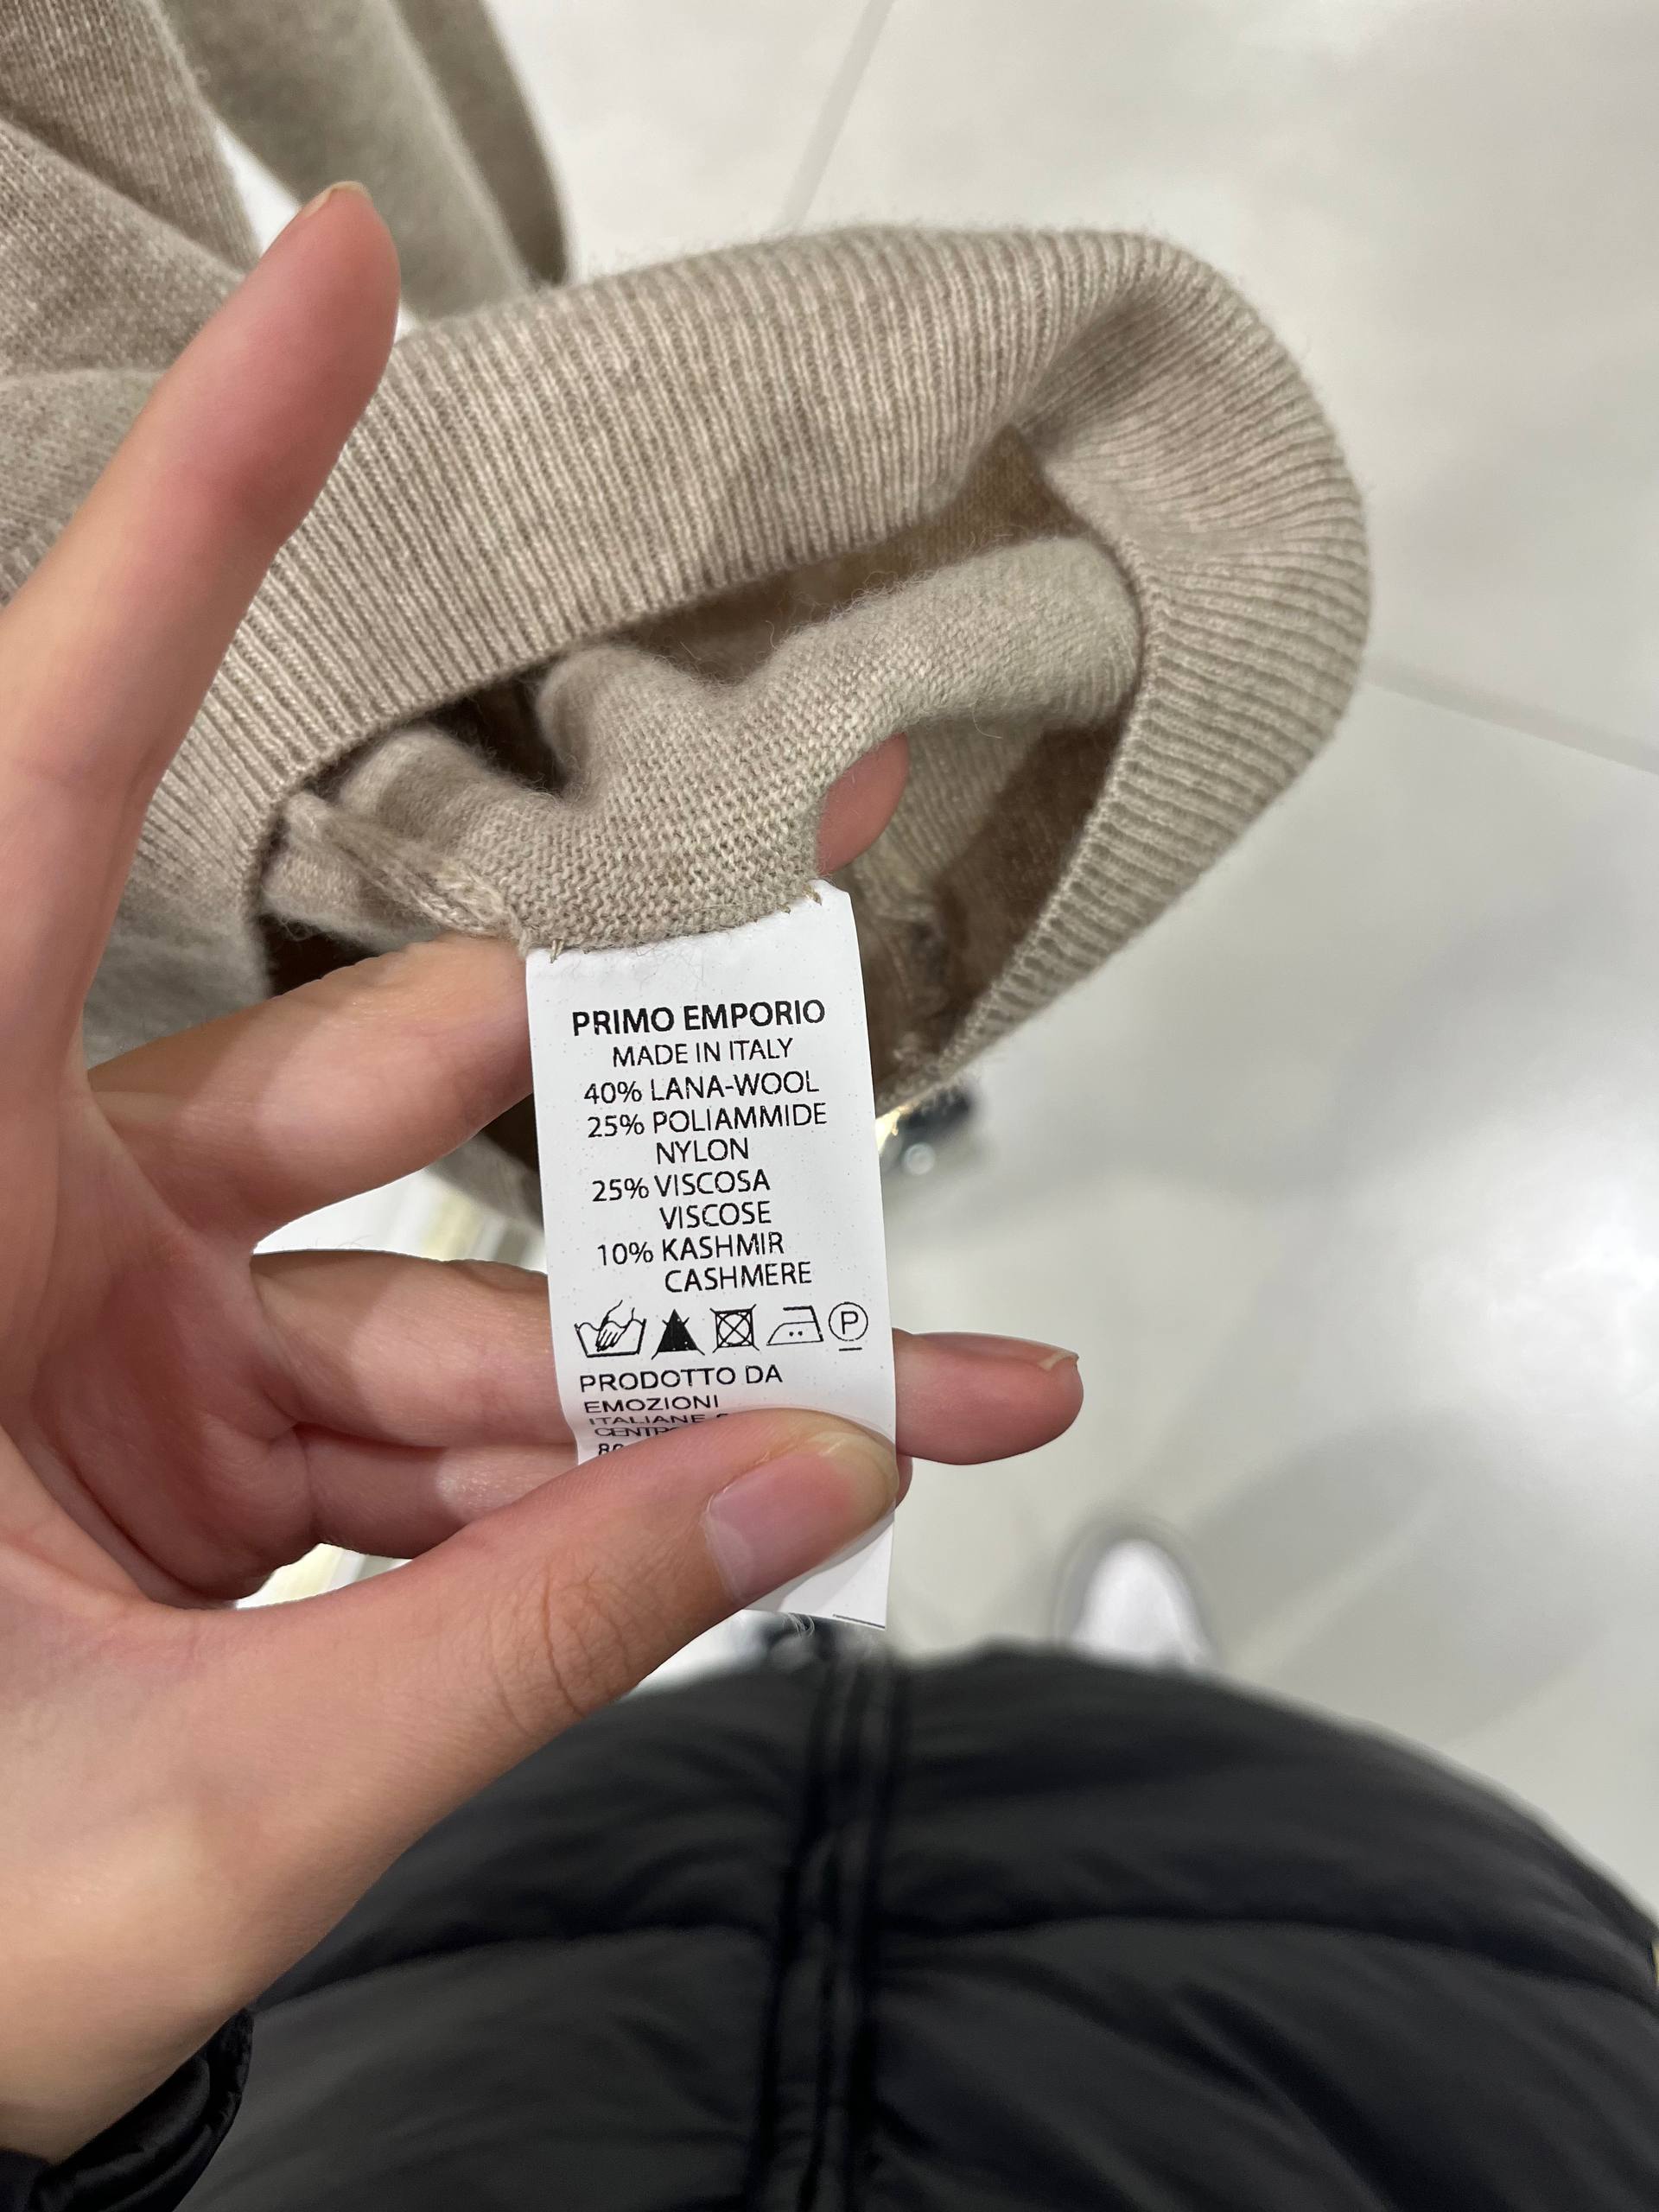 PRIMO EMPORIO
MADE IN ITALY
40% LANA-WOOL
25% POLIAMMIDE
NYLON
25% VISCOSA
VISCOSE
10% KASHMIR
CASHMERE
P
PRODOTTO DA
EMOZIONI
ITALIANE